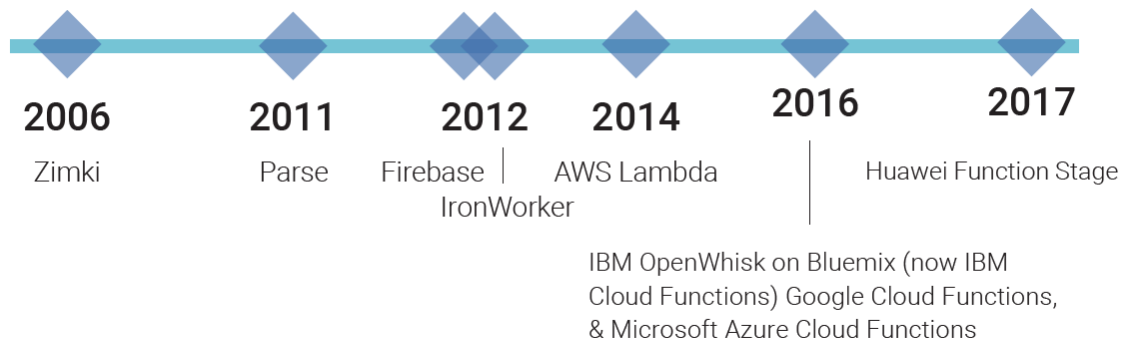 2006
2011
2012
2014
2016
2017
Zimki
Parse
Firebase
IronWorker
AWS Lambda
Huawei Function Stage
IBM OpenWhisk on Bluemix (now IBM
Cloud Functions) Google Cloud Functions,
& Microsoft Azure Cloud Functions